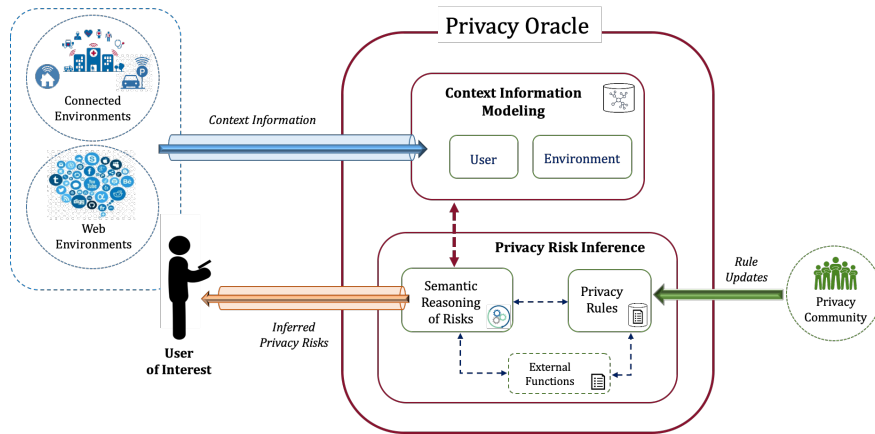 Privacy Oracle
Connected
Environments
Web
Environments
Context Information
Context Information
Modeling
User
Environment
Privacy Risk Inference
Semantic
Reasoning
of Risks
Privacy
Rules
External
Functions
Rule
Updates
Privacy
Community
Inferred
Privacy Risks
User
of Interest